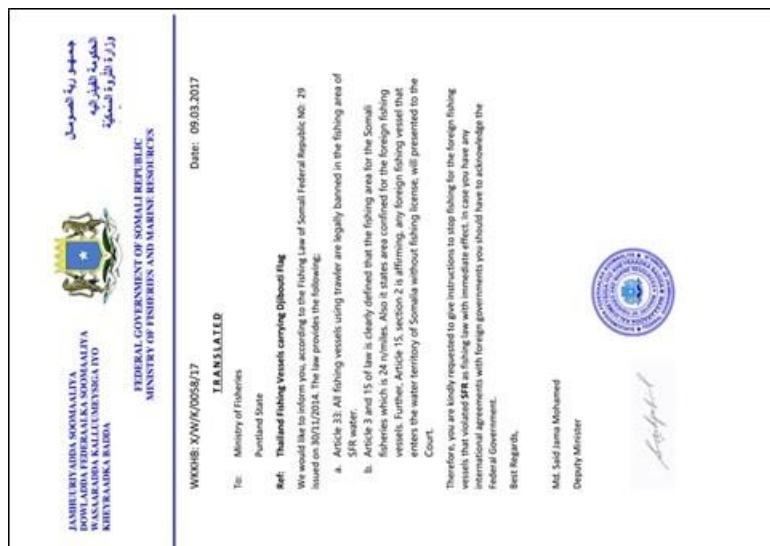 JAMHUURIYADDA SOOMAALIYA
DOWLADDA FEDERAALKA SOOMAALIYA
WASAARADDA KALLUUMEYSIGA IYO
KHEYRAADKA BADDA
جمهورية الصومال
الحكومة الفيدرالية
وزارة الثروة السمكية
FEDERAL GOVERNMENT OF SOMALI REPUBLIC
MINISTRY OF FISHERIES AND MARINE RESOURCES
WKKHB: X/W/K/0058/17 Date: 09.03.2017
TRANSLATED
To: Ministry of Fisheries
Puntland State
Ref: Thailand Fishing Vessels carrying Djibouti Flag
We would like to inform you, according to the Fishing Law of Somali Federal Republic N0: 29
issued on 30/11/2014. The law provides the following;
a. Article 33: All fishing vessels using trawler are legally banned in the fishing area of
SFR water.
b. Article 3 and 15 of law is clearly defined that the fishing area for the Somali
fisheries which is 24 n/miles. Also it states area confined for the foreign fishing
vessels. Further, Article 15, section 2 is affirming, any foreign fishing vessel that
enters the water territory of Somalia without fishing license, will presented to the
Court.
Therefore, you are kindly requested to give instructions to stop fishing for the foreign fishing
vessels that violated SFR as fishing law with immediate effect. In case you have any
international agreements with foreign governments you should have to acknowledge the
Federal Government.
Best Regards,
Md. Said Jama Mohamed
Deputy Minister